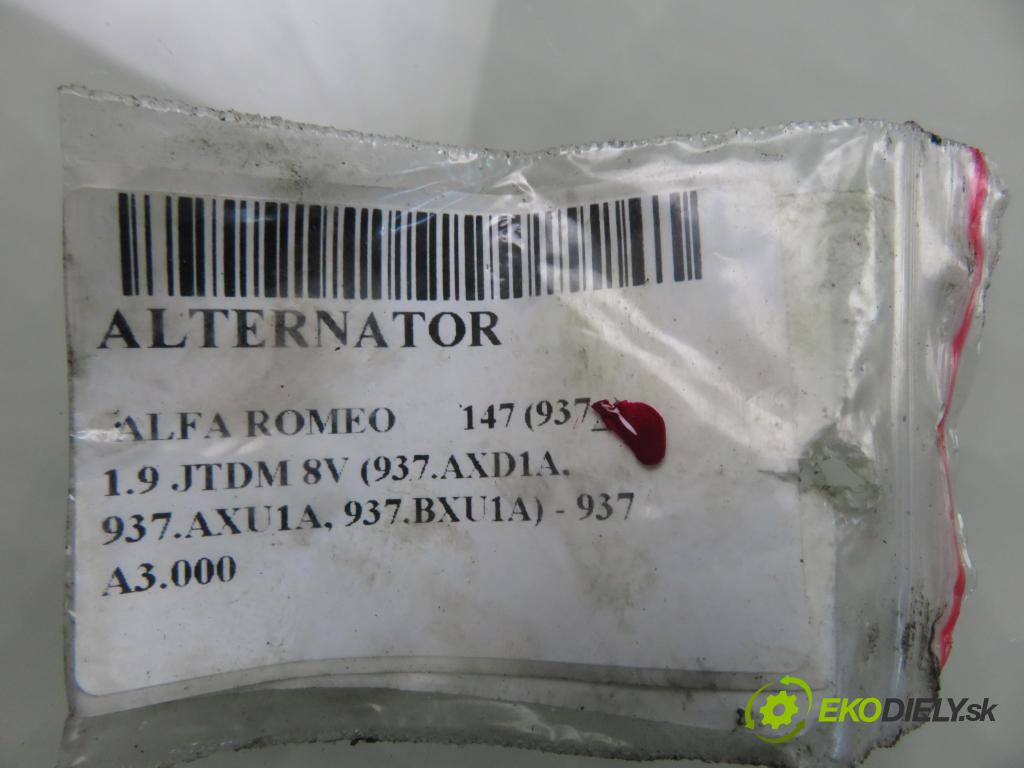 ALTERNATOR
ALFA ROMEO 147 (937
1.9 JTDM 8V (937.AXD1A,
937.AXU1A, 937.BXU1A) - 937
A3.000
EKODIELY.sk